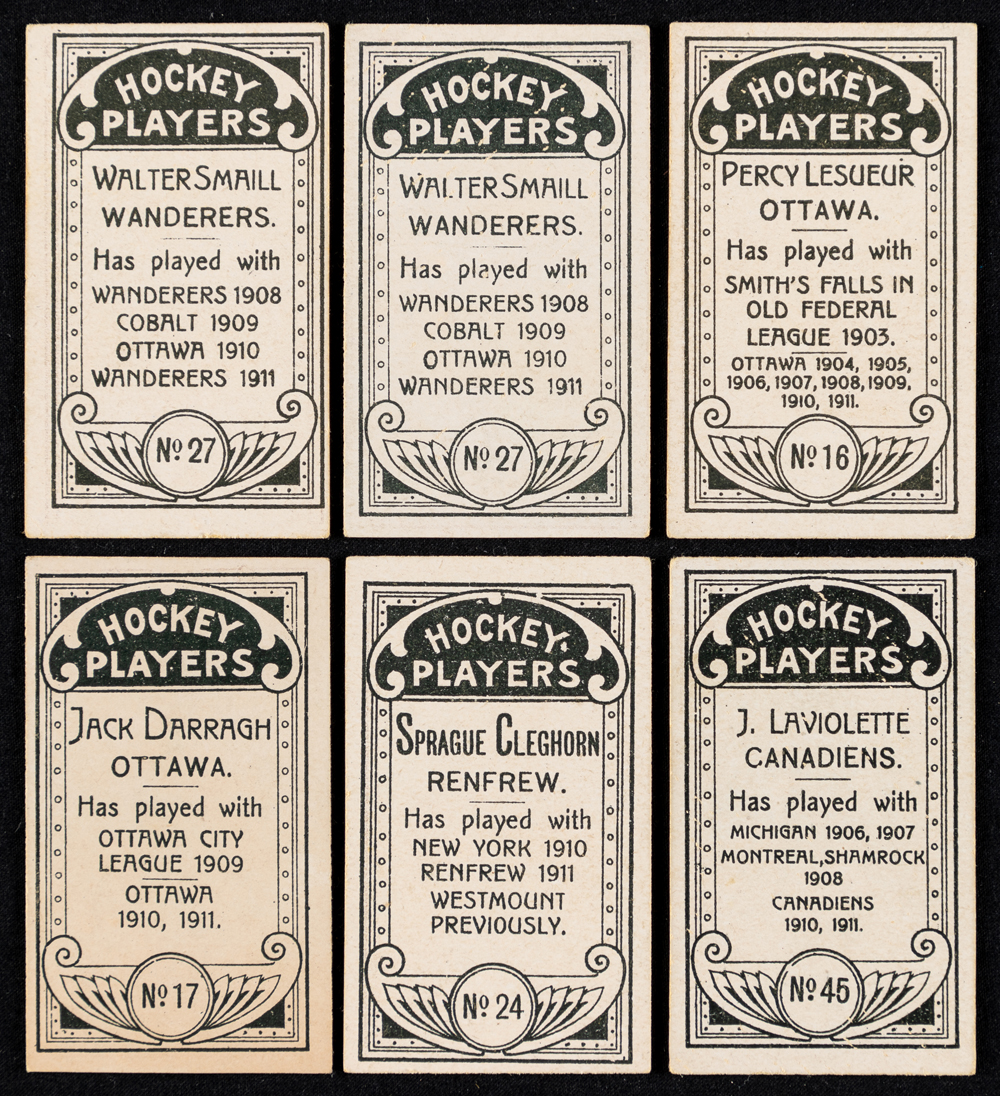 HOCKEY
PLAYERS
WALTER SMAILL
WANDERERS.
Has played with
WANDERERS 1908
COBALT 1909
OTTAWA 1910
WANDERERS 1911
No 27
HOCKEY
PLAYERS
WALTER SMAILL
WANDERERS.
Has played with
WANDERERS 1908
COBALT 1909
OTTAWA 1910
WANDERERS 1911
No 27
HOCKEY
PLAYERS
PERCY LESUEUR
OTTAWA.
Has played with
SMITH'S FALLS IN
OLD FEDERAL
LEAGUE 1903.
OTTAWA 1904, 1905,
1906, 1907, 1908, 1909,
1910, 1911.
No 16
HOCKEY
PLAYERS
JACK DARRAGH
OTTAWA.
Has played with
OTTAWA CITY
LEAGUE 1909
OTTAWA
1910, 1911.
No 17
HOCKEY
PLAYERS
SPRAGUE CLEGHORN
RENFREW.
Has played with
NEW YORK 1910
RENFREW 1911
WESTMOUNT
PREVIOUSLY.
No 24
HOCKEY
PLAYERS
J. LAVIOLETTE
CANADIENS.
Has played with
MICHIGAN 1906, 1907
MONTREAL, SHAMROCK
1908
CANADIENS
1910, 1911.
No 45